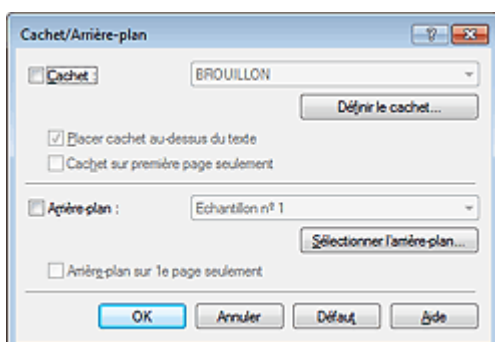 Cachet/Arrière-plan
Cachet : BROUILLON
Définir le cachet...
Placer cachet au-dessus du texte
Cachet sur première page seulement
Arrière-plan : Echantillon nº 1
Sélectionner l'arrière-plan...
Arrière-plan sur 1e page seulement
OK Annuler Défaut Aide